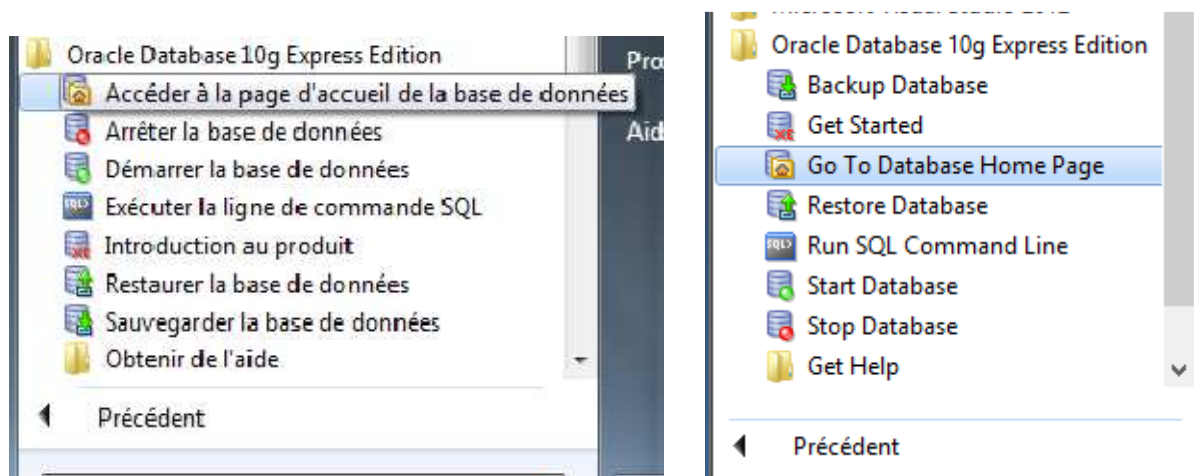 Oracle Database 10g Express Edition
Accéder à la page d'accueil de la base de données
Arrêter la base de données
Démarrer la base de données
Exécuter la ligne de commande SQL
Introduction au produit
Restaurer la base de données
Sauvegarder la base de données
Obtenir de l'aide
Précédent
Pro
Aid
Oracle Database 10g Express Edition
Backup Database
Get Started
Go To Database Home Page
Restore Database
Run SQL Command Line
Start Database
Stop Database
Get Help
Précédent